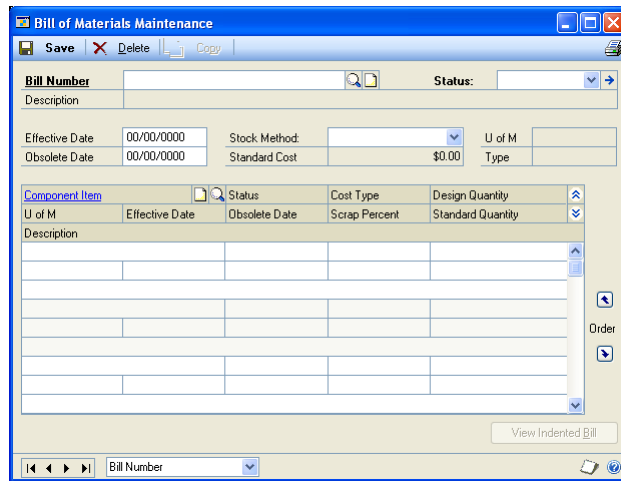 Bill of Materials Maintenance
Save Delete Copy
Bill Number Status:
Description
Effective Date 00/00/0000 Stock Method: U of M
Obsolete Date 00/00/0000 Standard Cost $0.00 Type
Component Item Status Cost Type Design Quantity
U of M Effective Date Obsolete Date Scrap Percent Standard Quantity
Description
Order
View Indented Bill
Bill Number